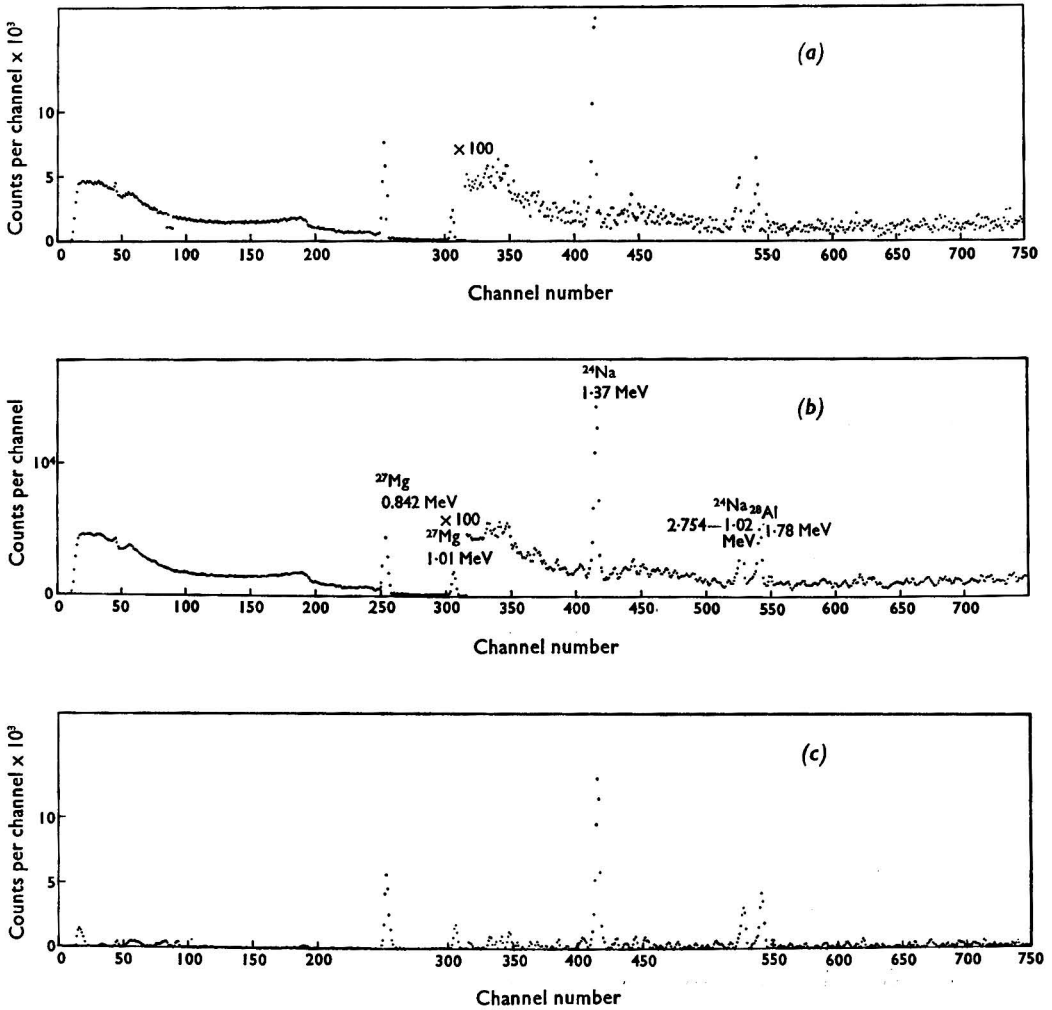 (a)
Counts per channel x 10³
10
5
0
× 100
0 50 100 150 200 250 300 350 400 450 500 550 600 650 700 750
Channel number
(b)
Counts per channel
10⁴
0
²⁷Mg
0.842 MeV
× 100
²⁷Mg
1·01 MeV
²⁴Na
1·37 MeV
²⁴Na ²⁸Al
2·754—1·02 1·78 MeV
MeV
0 50 100 150 200 250 300 350 400 450 500 550 600 650 700
Channel number
(c)
Counts per channel x 10³
10
5
0 50 100 150 200 250 300 350 400 450 500 550 600 650 700 750
Channel number